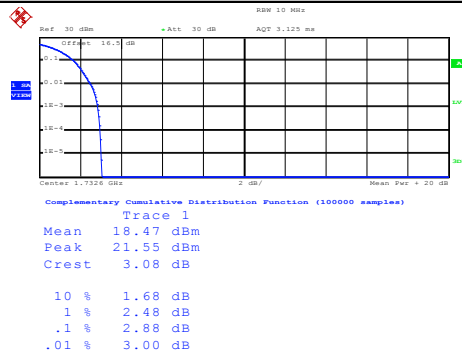 RBW 10 MHz
Ref 30 dBm Att 30 dB AQT 3.125 ms
Offset 16.5 dB
0.1
A
0.01
1 SA
VIEW
1E-3
LVL
1E-4
1E-5
3DB
Center 1.7326 GHz 2 dB/ Mean Pwr + 20 dB
Complementary Cumulative Distribution Function (100000 samples)
Trace 1
Mean 18.47 dBm
Peak 21.55 dBm
Crest 3.08 dB
10 % 1.68 dB
1 % 2.48 dB
.1 % 2.88 dB
.01 % 3.00 dB